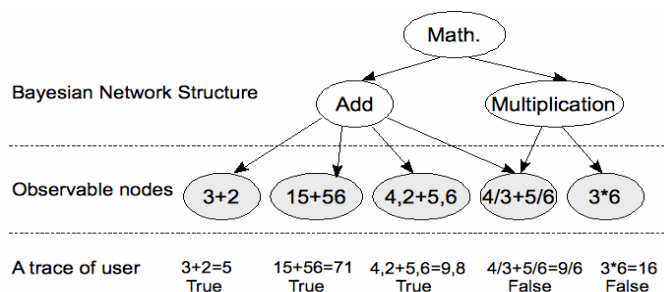 Math.
Bayesian Network Structure
Add
Multiplication
Observable nodes
3+2
15+56
4,2+5,6
4/3+5/6
3*6
A trace of user
3+2=5
15+56=71
4,2+5,6=9,8
4/3+5/6=9/6
3*6=16
True
True
True
False
False